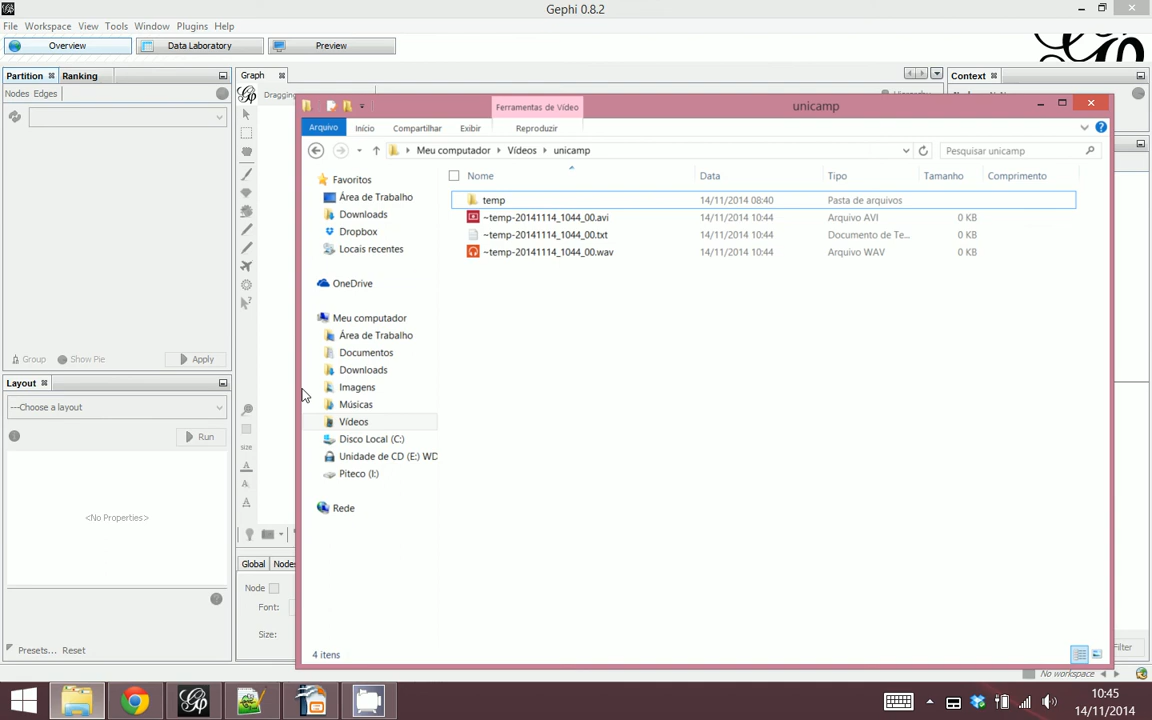 Gephi 0.8.2
File Workspace View Tools Window Plugins Help
Overview Data Laboratory Preview
Partition Ranking Graph Context
Nodes Edges Dragging
Ferramentas de Vídeo unicamp
Arquivo Início Compartilhar Exibir Reproduzir
Meu computador Vídeos unicamp Pesquisar unicamp
Nome Data Tipo Tamanho Comprimento
temp 14/11/2014 08:40 Pasta de arquivos
~temp-20141114_1044_00.avi 14/11/2014 10:44 Arquivo AVI 0 KB
~temp-20141114_1044_00.txt 14/11/2014 10:44 Documento de Te... 0 KB
~temp-20141114_1044_00.wav 14/11/2014 10:44 Arquivo WAV 0 KB
Favoritos
Área de Trabalho
Downloads
Dropbox
Locais recentes
OneDrive
Meu computador
Área de Trabalho
Documentos
Downloads
Imagens
Músicas
Vídeos
Disco Local (C:)
Unidade de CD (E:) WD
Piteco (I:)
Rede
4 itens
Group Show Pie Apply
Layout
---Choose a layout
Run
<No Properties>
Presets... Reset
size
Global Nodes
Node
Font:
Size:
Filter
No workspace
10:45
14/11/2014